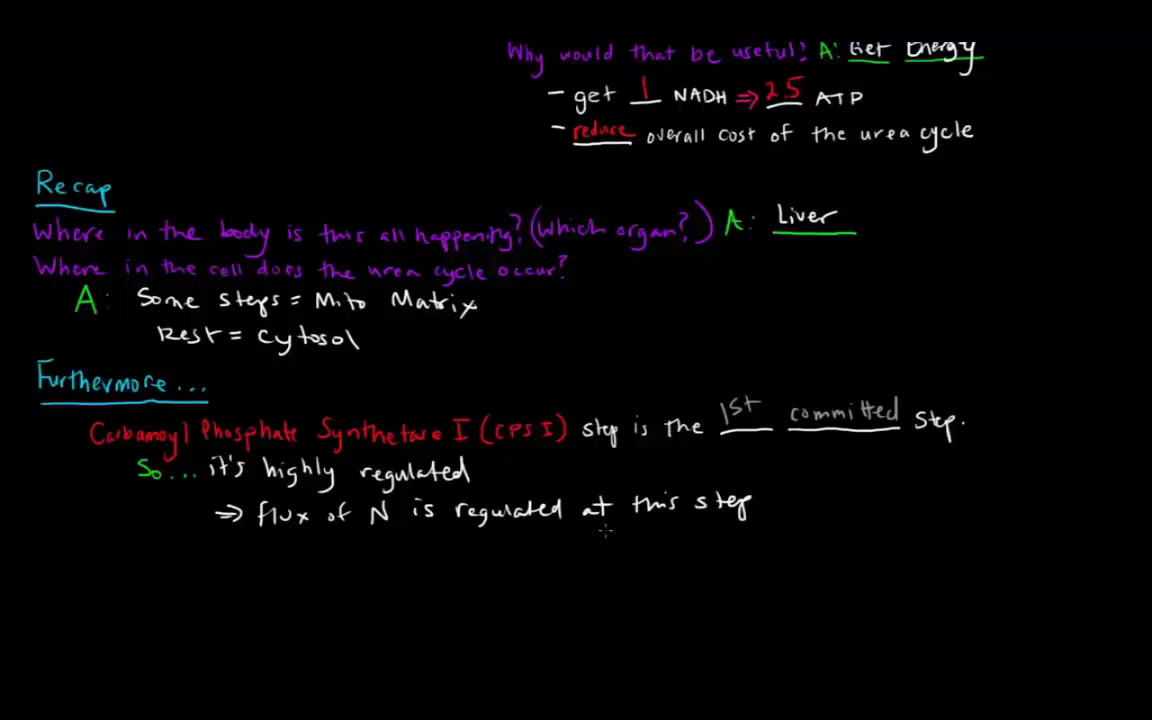 Why would that be useful? A: Get Energy
- get 1 NADH ⇒ 2.5 ATP
- reduce overall cost of the urea cycle
Recap
Where in the body is this all happening? (Which organ?) A: Liver
Where in the cell does the urea cycle occur?
A: Some steps = Mito Matrix
Rest = Cytosol
Furthermore...
Carbamoyl Phosphate Synthetase I (CPS I) step is the 1st committed step.
So... it's highly regulated
⇒ flux of N is regulated at this step